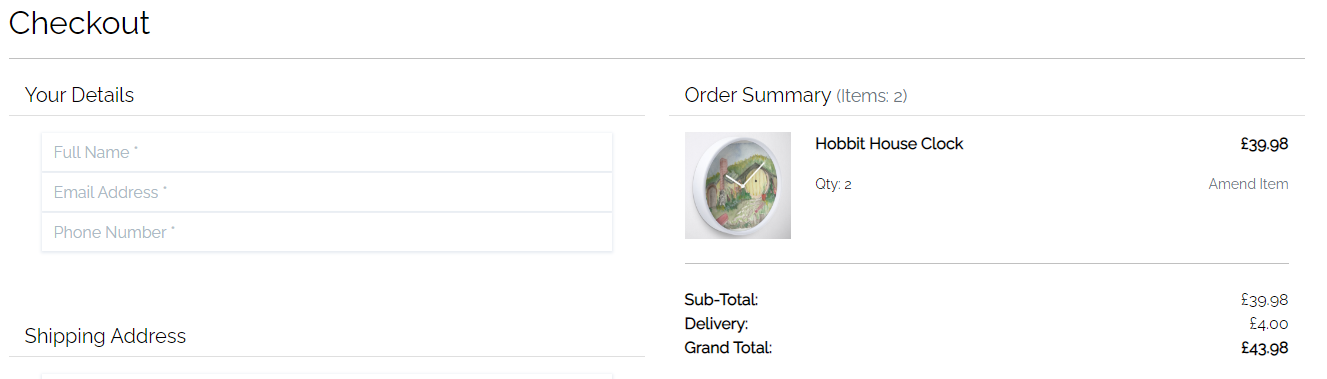 Checkout
Your Details
Full Name *
Email Address *
Phone Number *
Shipping Address
Order Summary (Items: 2)
Hobbit House Clock £39.98
Qty: 2 Amend Item
Sub-Total: £39.98
Delivery: £4.00
Grand Total: £43.98